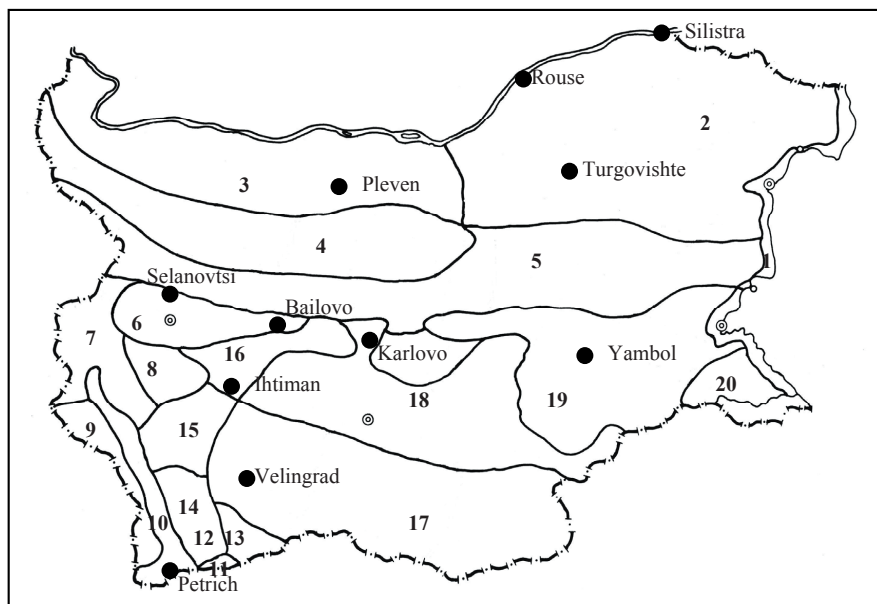 Silistra
Rouse
2
Turgovishte
3
Pleven
4
5
1
Selanovtsi
6
Bailovo
7
16
Karlovo
Yambol
8
Ihtiman
20
18
19
9
15
Velingrad
14
10
12
13
17
11
Petrich